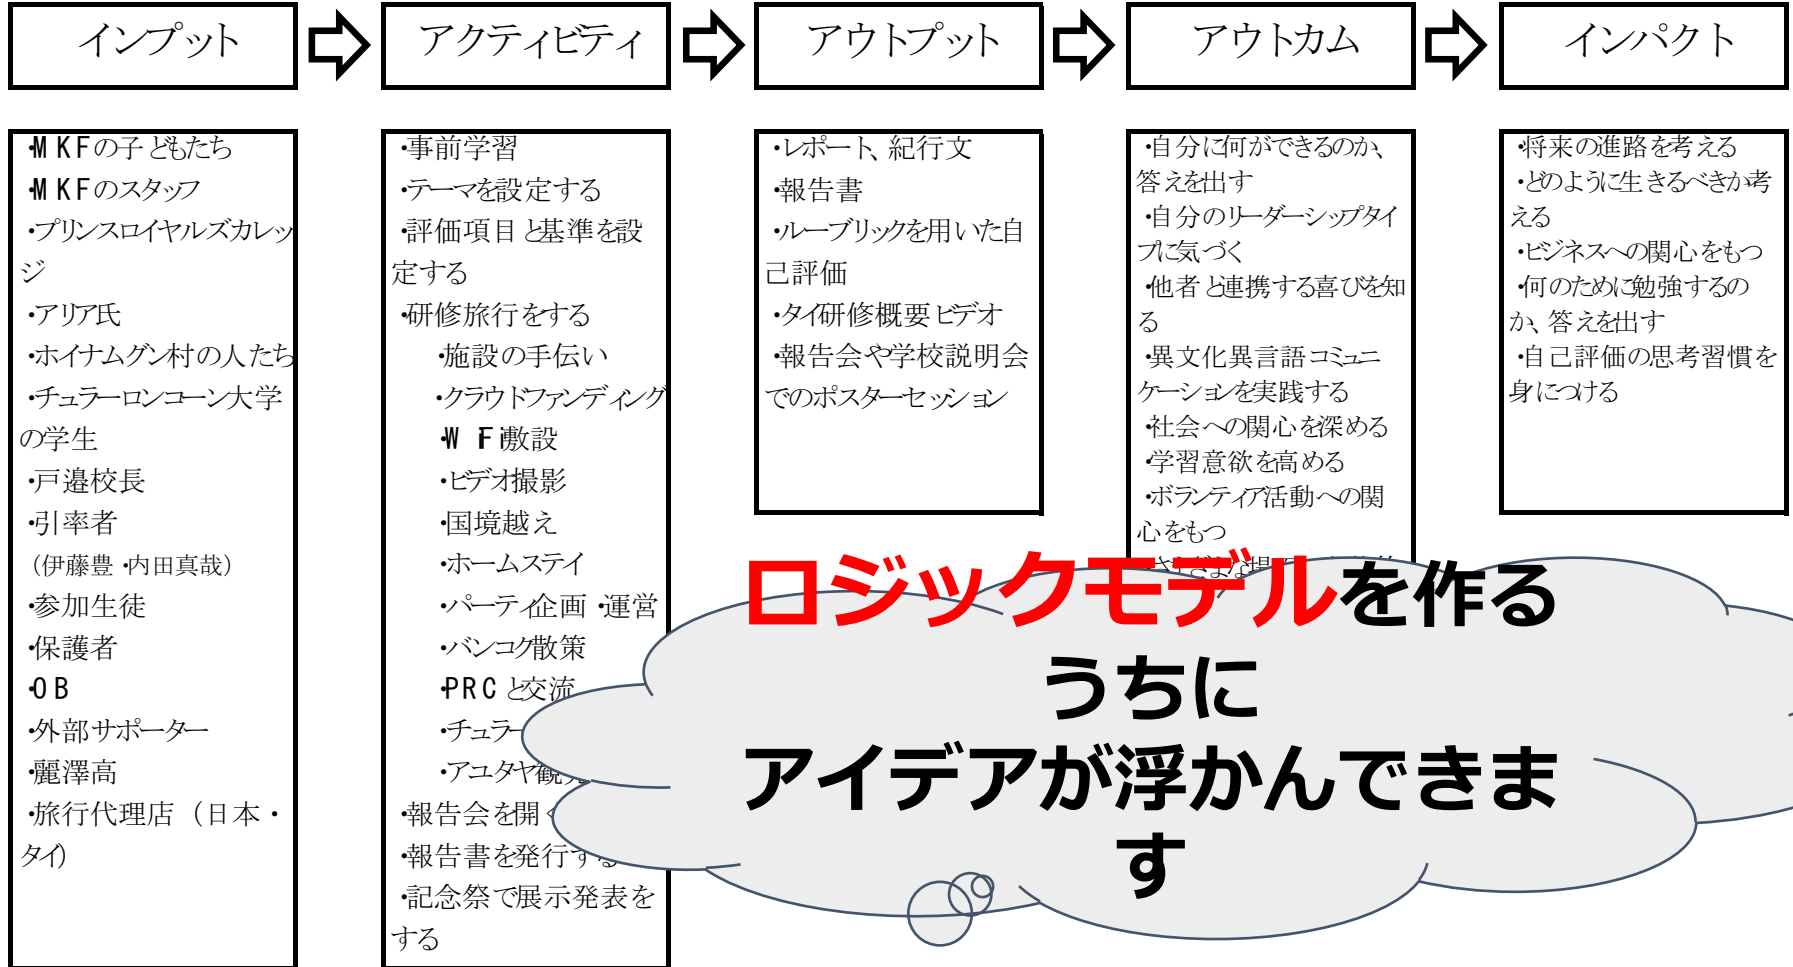 インプット
アクティビティ
アウトプット
アウトカム
インパクト
・MKFの子どもたち
・MKFのスタッフ
・プリンスロイヤルズカレッ
ジ
・アリア氏
・ホイナムグン村の人たち
・チュラーロンコーン大学
の学生
・戸邉校長
・引率者
（伊藤豊・内田真哉）
・参加生徒
・保護者
・OB
・外部サポーター
・麗澤高
・旅行代理店（日本・
タイ）
・事前学習
・テーマを設定する
・評価項目と基準を設
定する
・研修旅行をする
・施設の手伝い
・クラウドファンディング
・WiFi敷設
・ビデオ撮影
・国境越え
・ホームステイ
・パーティ企画・運営
・バンコク散策
・PRCと交流
・チュラー
・アユタヤ観光
・報告会を開く
・報告書を発行する
・記念祭で展示発表を
する
・レポート、紀行文
・報告書
・ルーブリックを用いた自
己評価
・タイ研修概要ビデオ
・報告会や学校説明会
でのポスターセッション
・自分に何ができるのか、
答えを出す
・自分のリーダーシップタイ
プに気づく
・他者と連携する喜びを知
る
・異文化異言語コミュニ
ケーションを実践する
・社会への関心を深める
・学習意欲を高める
・ボランティア活動への関
心をもつ
・さまざまな場
・将来の進路を考える
・どのように生きるべきか考
える
・ビジネスへの関心をもつ
・何のために勉強するの
か、答えを出す
・自己評価の思考習慣を
身につける
ロジックモデルを作る
うちに
アイデアが浮かんできま
す